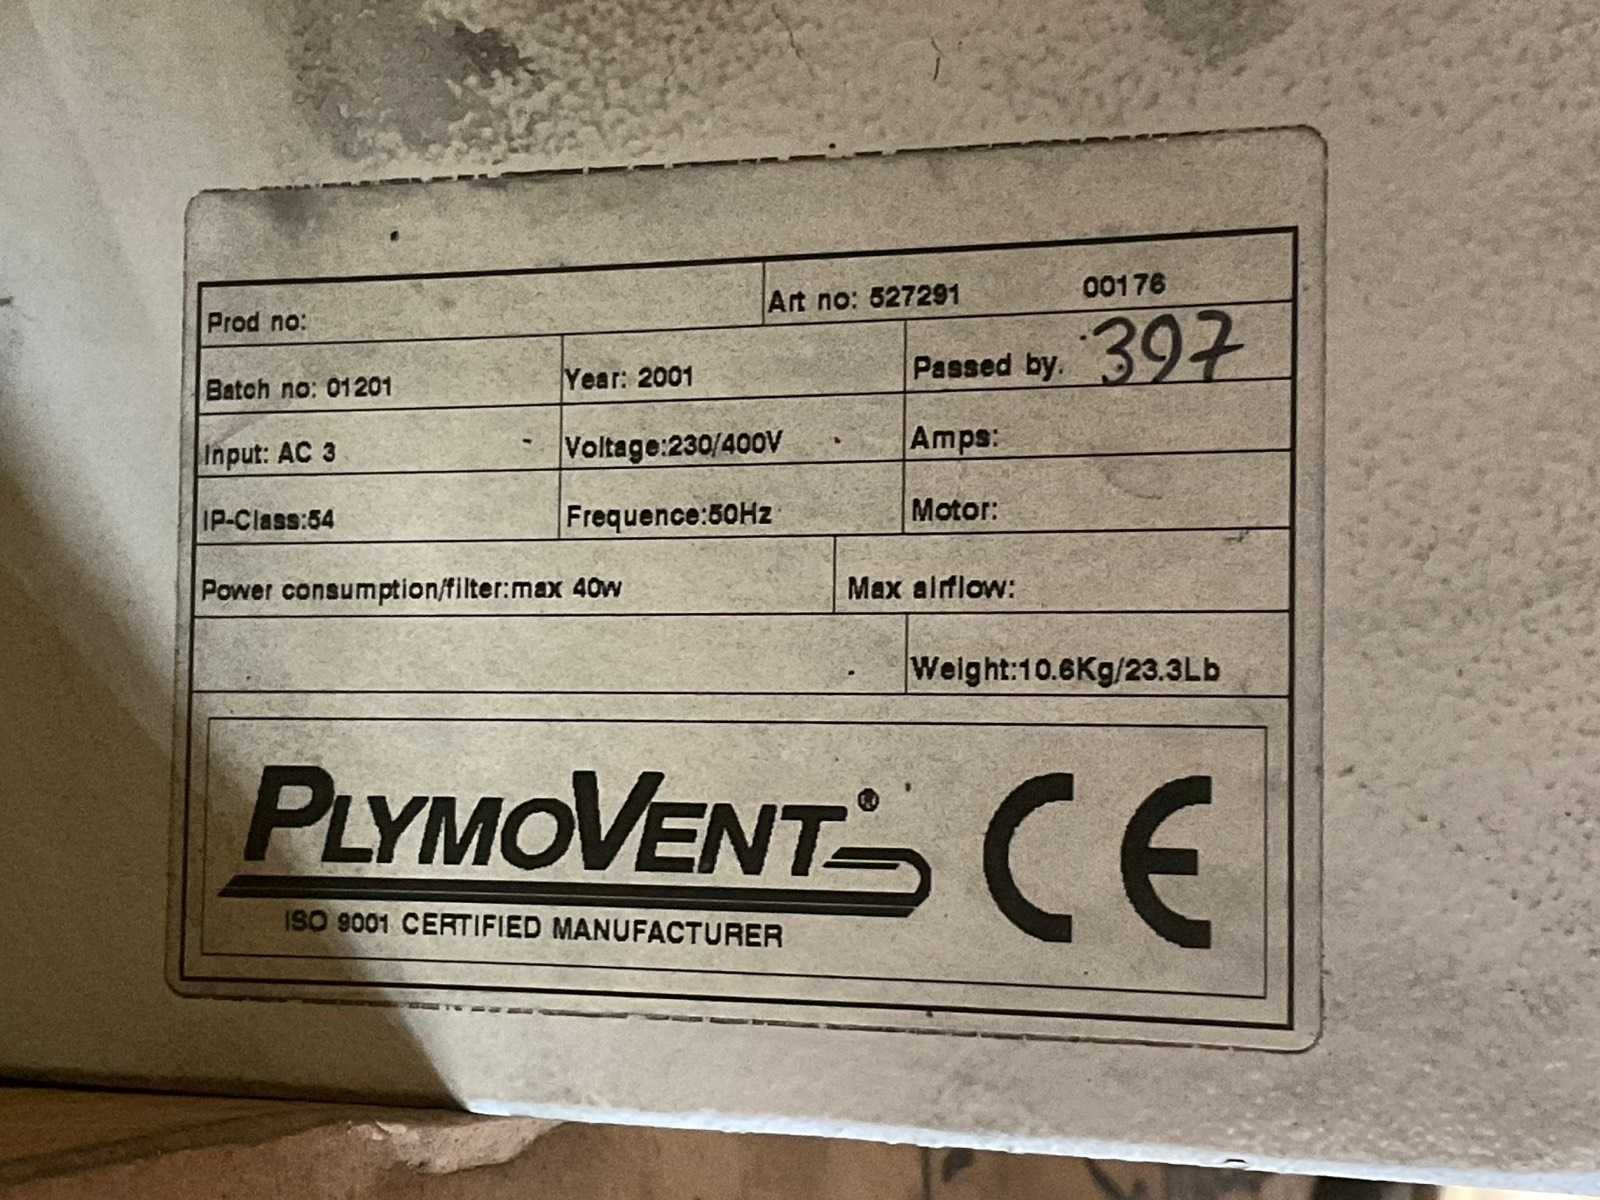 Prod no:
Art no: 527291 00176
Batch no: 01201
Year: 2001
Passed by. 397
Input: AC 3
Voltage:230/400V
Amps:
IP-Class:54
Frequence:50Hz
Motor:
Power consumption/filter:max 40w
Max airflow:
Weight:10.6Kg/23.3Lb
PLYMOVENT®
CE
ISO 9001 CERTIFIED MANUFACTURER